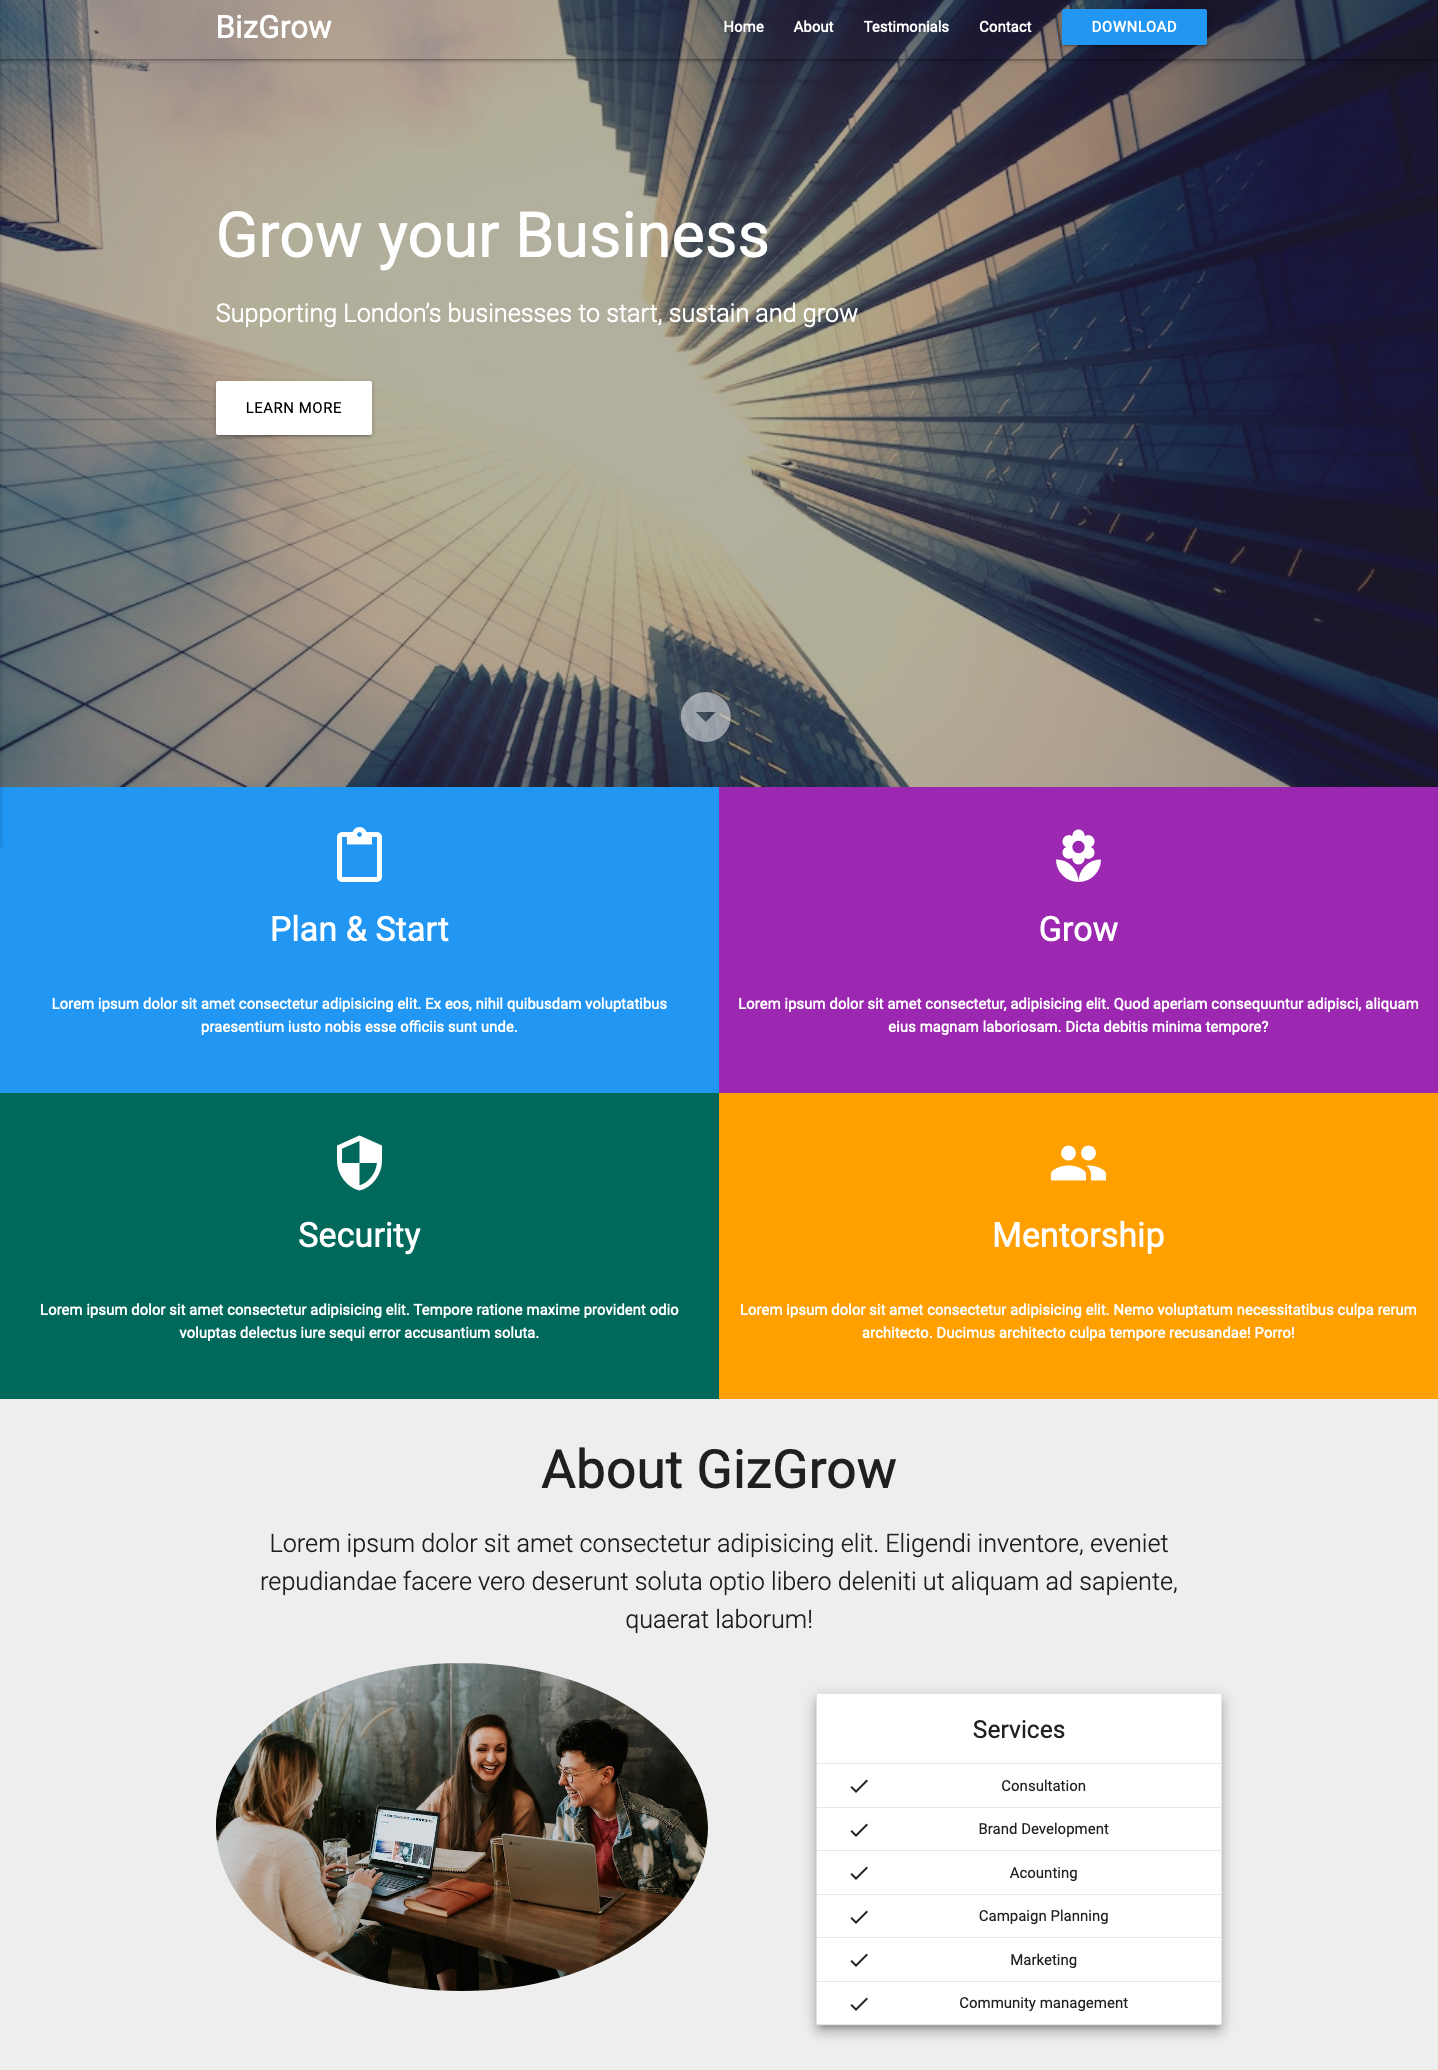 BizGrow
Home
About
Testimonials
Contact
DOWNLOAD
Grow your Business
Supporting London’s businesses to start, sustain and grow
LEARN MORE
Plan & Start
Lorem ipsum dolor sit amet consectetur adipisicing elit. Ex eos, nihil quibusdam voluptatibus
praesentium iusto nobis esse officiis sunt unde.
Grow
Lorem ipsum dolor sit amet consectetur, adipisicing elit. Quod aperiam consequuntur adipisci, aliquam
eius magnam laboriosam. Dicta debitis minima tempore?
Security
Lorem ipsum dolor sit amet consectetur adipisicing elit. Tempore ratione maxime provident odio
voluptas delectus iure sequi error accusantium soluta.
Mentorship
Lorem ipsum dolor sit amet consectetur adipisicing elit. Nemo voluptatum necessitatibus culpa rerum
architecto. Ducimus architecto culpa tempore recusandae! Porro!
About GizGrow
Lorem ipsum dolor sit amet consectetur adipisicing elit. Eligendi inventore, eveniet
repudiandae facere vero deserunt soluta optio libero deleniti ut aliquam ad sapiente,
quaerat laborum!
Services
Consultation
Brand Development
Acounting
Campaign Planning
Marketing
Community management